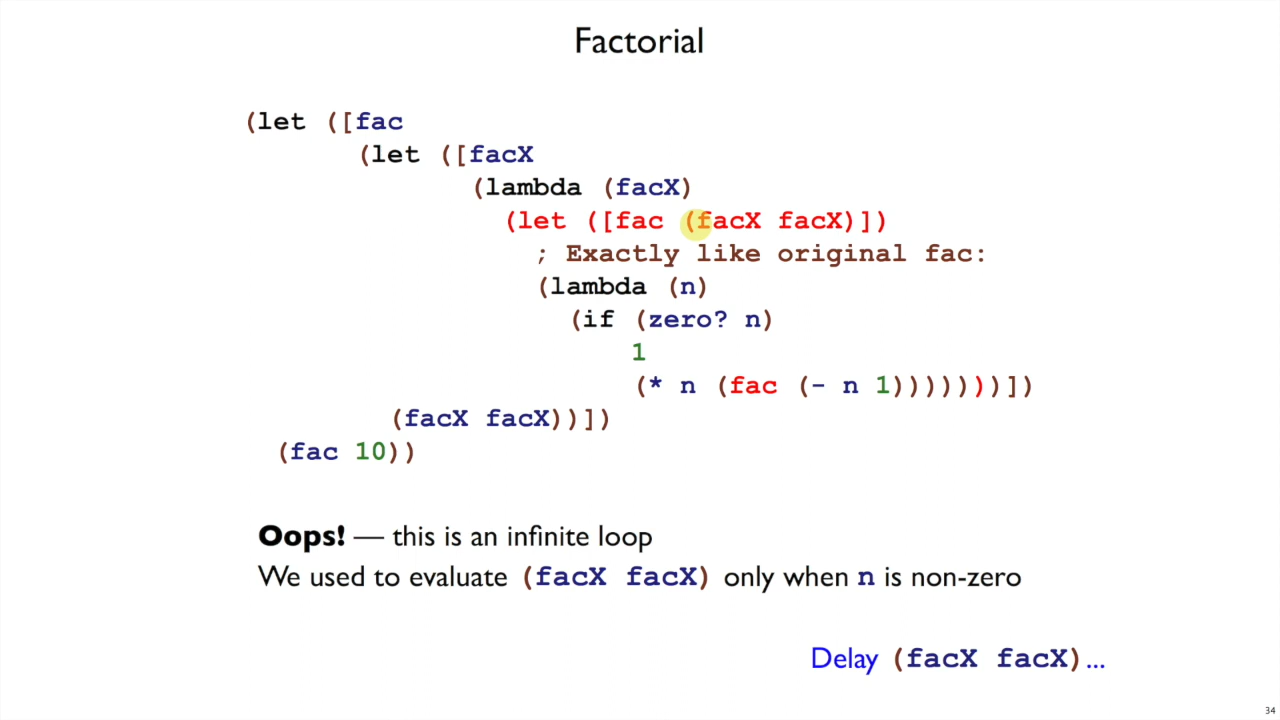 Factorial
(let ([fac
(let ([facX
(lambda (facX)
(let ([fac (facX facX)])
; Exactly like original fac:
(lambda (n)
(if (zero? n)
1
(* n (fac (- n 1)))))))])
(facX facX))])
(fac 10))
Oops! — this is an infinite loop
We used to evaluate (facX facX) only when n is non-zero
Delay (facX facX)...
34